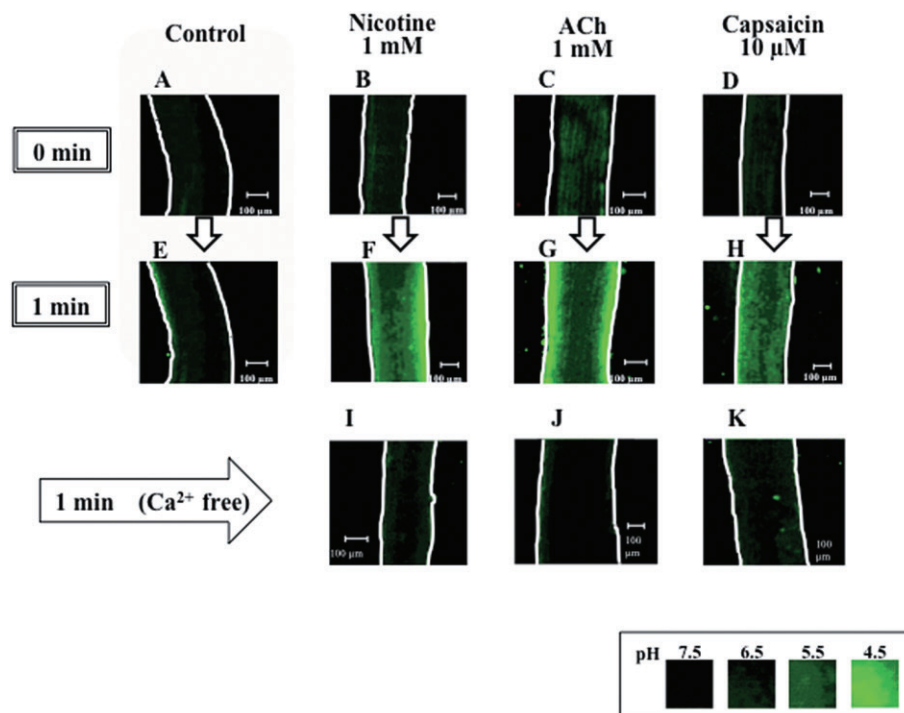 Control
Nicotine
1 mM
ACh
1 mM
Capsaicin
10 µM
A
B
C
D
0 min
100 µm
100 µm
100 µm
100 µm
E
F
G
H
1 min
100 µm
100 µm
100 µm
100 µm
I
J
K
1 min (Ca²⁺ free)
100 µm
100
µm
100
µm
pH 7.5 6.5 5.5 4.5